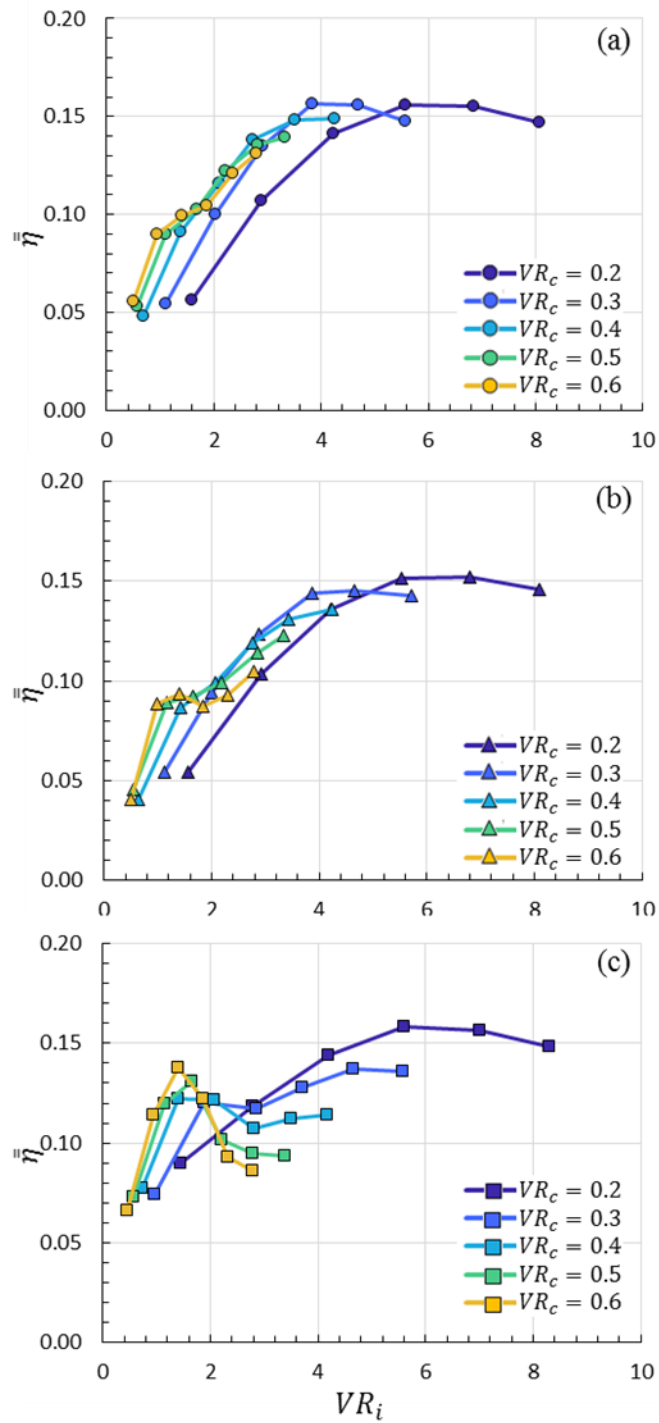 (a)
0.20
0.15
0.10
0.05
0.00
η̿
VR_c = 0.2
VR_c = 0.3
VR_c = 0.4
VR_c = 0.5
VR_c = 0.6
0 2 4 6 8 10
(b)
0.20
0.15
0.10
0.05
0.00
η̿
VR_c = 0.2
VR_c = 0.3
VR_c = 0.4
VR_c = 0.5
VR_c = 0.6
0 2 4 6 8 10
(c)
0.20
0.15
0.10
0.05
0.00
η̿
VR_c = 0.2
VR_c = 0.3
VR_c = 0.4
VR_c = 0.5
VR_c = 0.6
0 2 4 6 8 10
VR_i